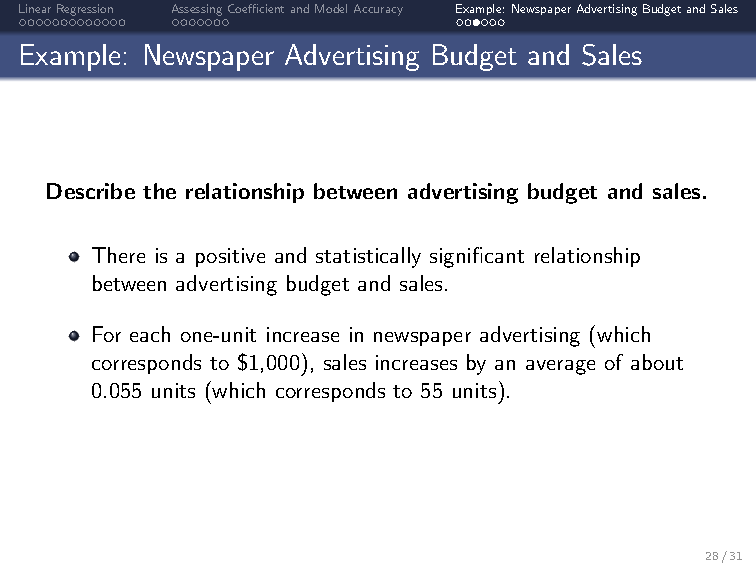 Linear Regression
Assessing Coefficient and Model Accuracy
Example: Newspaper Advertising Budget and Sales
Example: Newspaper Advertising Budget and Sales
Describe the relationship between advertising budget and sales.
There is a positive and statistically significant relationship
between advertising budget and sales.
For each one-unit increase in newspaper advertising (which
corresponds to $1,000), sales increases by an average of about
0.055 units (which corresponds to 55 units).
28 / 31